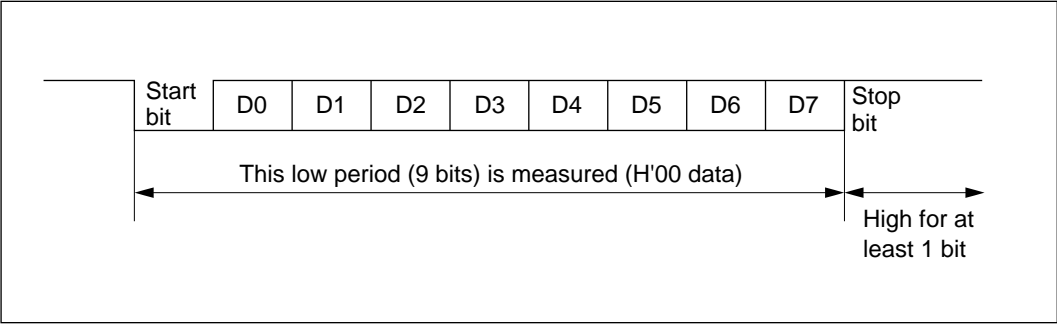 Start
bit
D0 D1 D2 D3 D4 D5 D6 D7
Stop
bit
This low period (9 bits) is measured (H'00 data)
High for at
least 1 bit